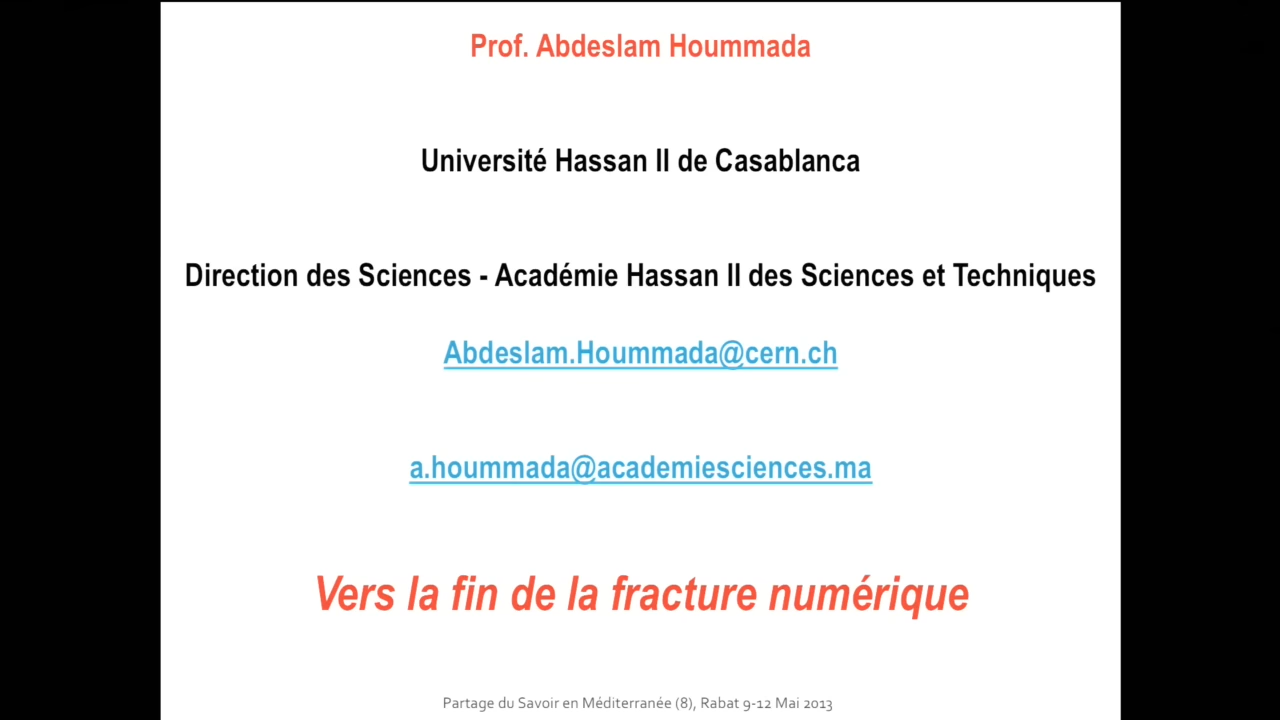 Prof. Abdeslam Hoummada
Université Hassan II de Casablanca
Direction des Sciences - Académie Hassan II des Sciences et Techniques
Abdeslam.Hoummada@cern.ch
a.hoummada@academiesciences.ma
Vers la fin de la fracture numérique
Partage du Savoir en Méditerranée (8), Rabat 9-12 Mai 2013